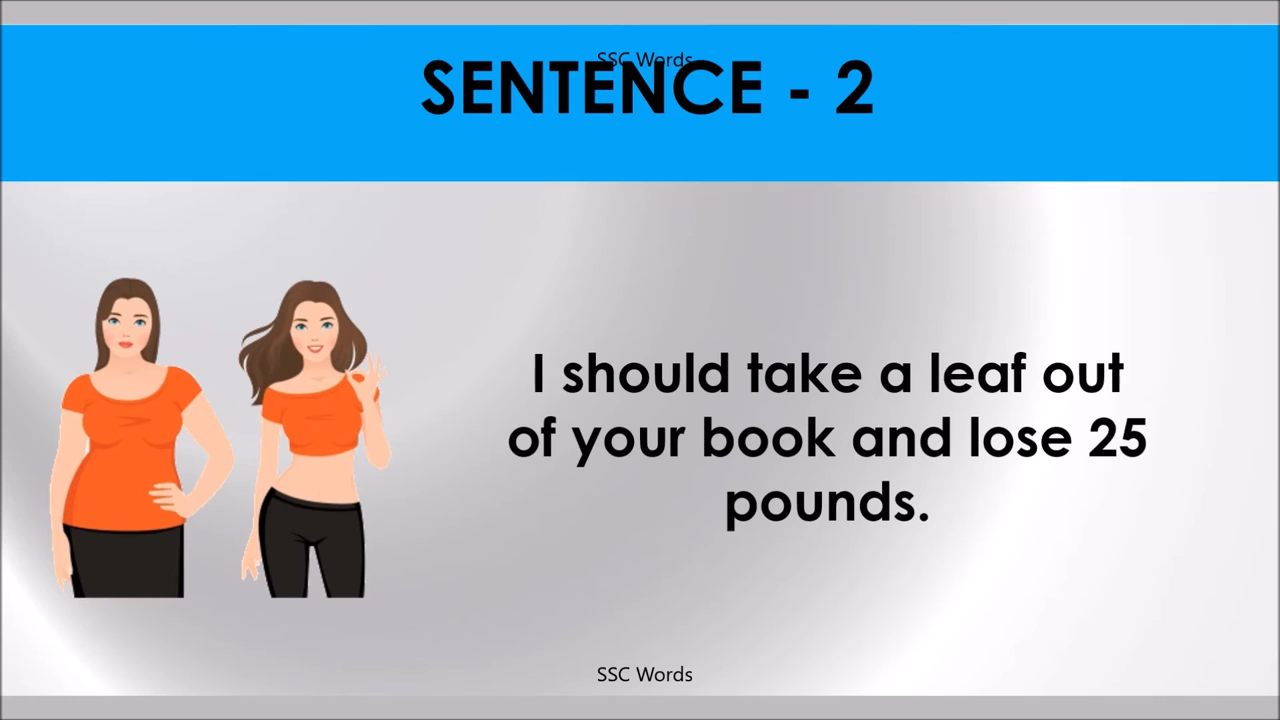 SSC Words
SENTENCE - 2
I should take a leaf out
of your book and lose 25
pounds.
SSC Words